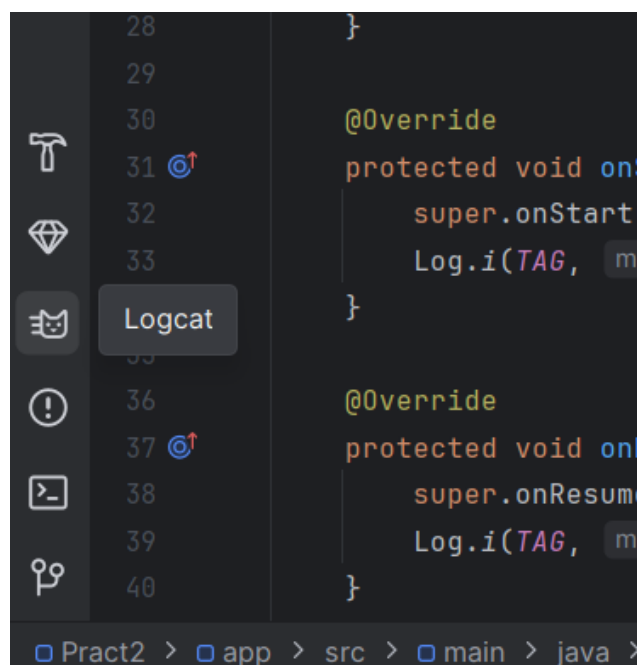 28 }
29
30 @Override
31 protected void on
32 super.onStart
33 Log.i(TAG, m
Logcat }
36 @Override
37 protected void on
38 super.onResume
39 Log.i(TAG, m
40 }
Pract2 > app > src > main > java >